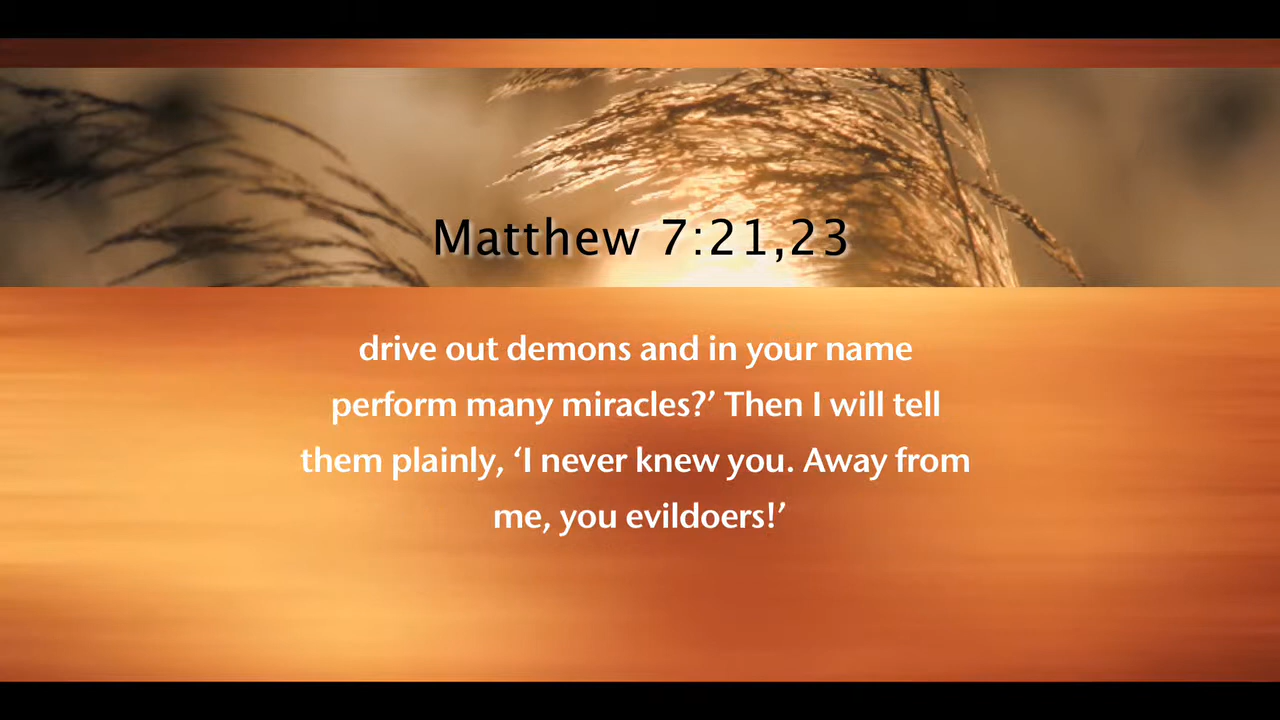 Matthew 7:21,23
drive out demons and in your name
perform many miracles?’ Then I will tell
them plainly, ‘I never knew you. Away from
me, you evildoers!’